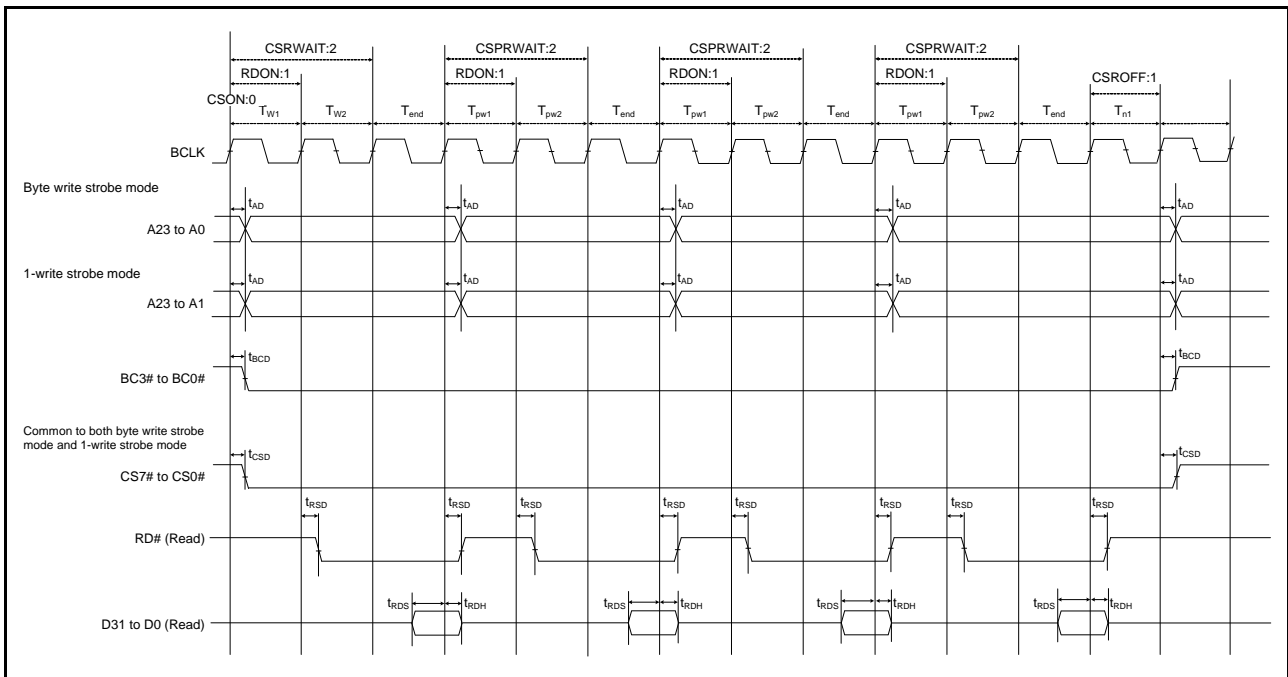 CSRWAIT:2 CSPRWAIT:2 CSPRWAIT:2 CSPRWAIT:2
RDON:1 RDON:1 RDON:1 RDON:1 CSROFF:1
CSON:0
TW1 TW2 Tend Tpw1 Tpw2 Tend Tpw1 Tpw2 Tend Tpw1 Tpw2 Tend Tn1
BCLK
Byte write strobe mode
tAD tAD tAD tAD tAD
A23 to A0
1-write strobe mode
tAD tAD tAD tAD tAD
A23 to A1
tBCD tBCD
BC3# to BC0#
Common to both byte write strobe
mode and 1-write strobe mode
tCSD tCSD
CS7# to CS0#
tRSD tRSD tRSD tRSD tRSD tRSD tRSD tRSD
RD# (Read)
tRDS tRDH tRDS tRDH tRDS tRDH tRDS tRDH
D31 to D0 (Read)